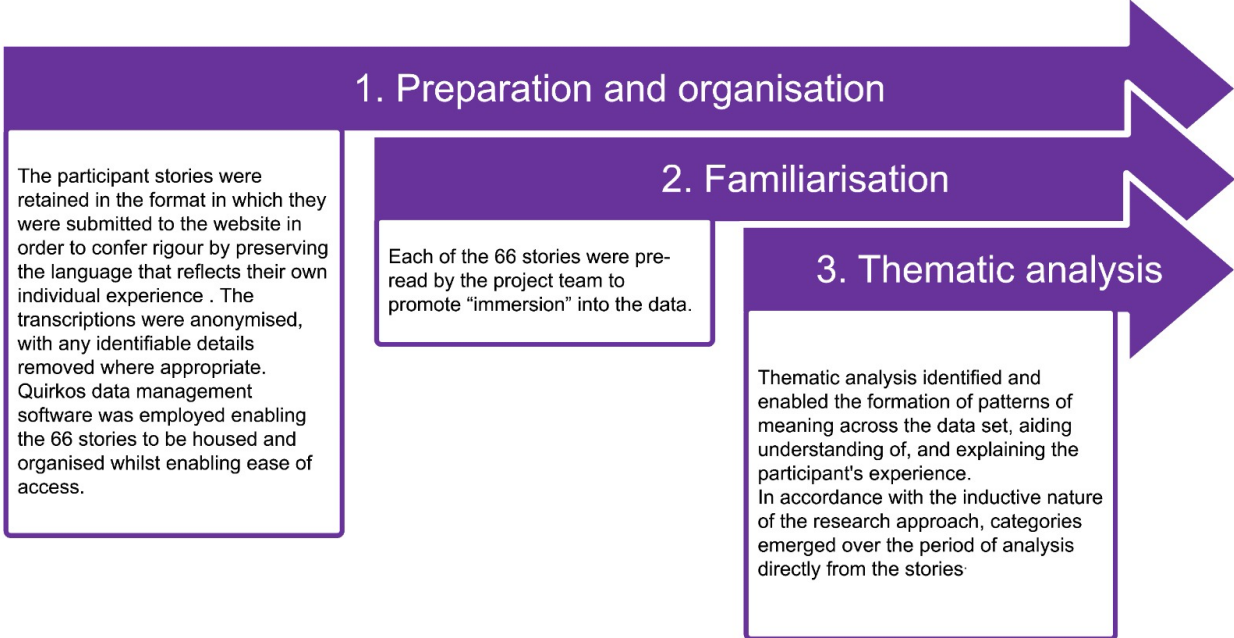 1. Preparation and organisation
The participant stories were
retained in the format in which they
were submitted to the website in
order to confer rigour by preserving
the language that reflects their own
individual experience . The
transcriptions were anonymised,
with any identifiable details
removed where appropriate.
Quirkos data management
software was employed enabling
the 66 stories to be housed and
organised whilst enabling ease of
access.
2. Familiarisation
Each of the 66 stories were pre-
read by the project team to
promote “immersion” into the data.
3. Thematic analysis
Thematic analysis identified and
enabled the formation of patterns of
meaning across the data set, aiding
understanding of, and explaining the
participant's experience.
In accordance with the inductive nature
of the research approach, categories
emerged over the period of analysis
directly from the stories.